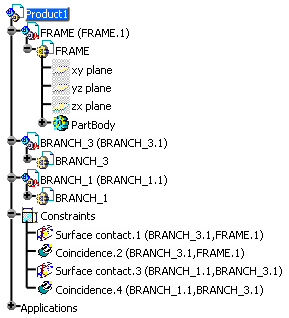 Product1
FRAME (FRAME.1)
FRAME
xy plane
yz plane
zx plane
PartBody
BRANCH_3 (BRANCH_3.1)
BRANCH_3
BRANCH_1 (BRANCH_1.1)
BRANCH_1
Constraints
Surface contact.1 (BRANCH_3.1,FRAME.1)
Coincidence.2 (BRANCH_3.1,FRAME.1)
Surface contact.3 (BRANCH_1.1,BRANCH_3.1)
Coincidence.4 (BRANCH_1.1,BRANCH_3.1)
Applications